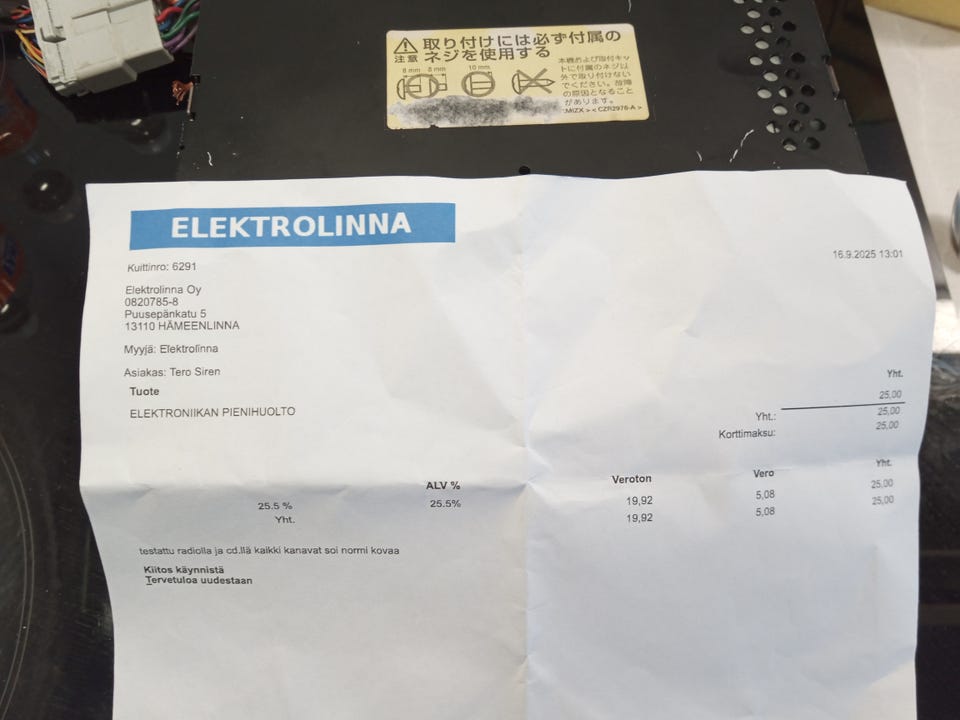 注意
取り付けには必ず付属の
ネジを使用する
8 mm 8 mm 10 mm
本機および取付キッ
トに付属のネジ以
外で取り付けない
でください。故障
の原因となること
があります。
<CZR2976-A>
ELEKTROLINNA
16.9.2025 13:01
Kuittinro: 6291
Elektrolinna Oy
0820785-8
Puusepänkatu 5
13110 HÄMEENLINNA
Myyjä: Elektrolinna
Asiakas: Tero Siren
Tuote Yht.
ELEKTRONIIKAN PIENIHUOLTO 25,00
Yht.: 25,00
Korttimaksu: 25,00
ALV % Veroton Vero Yht.
25.5 % 25.5% 19,92 5,08 25,00
Yht. 19,92 5,08 25,00
testattu radiolla ja cd.llä kaikki kanavat soi normi kovaa
Kiitos käynnistä
Tervetuloa uudestaan